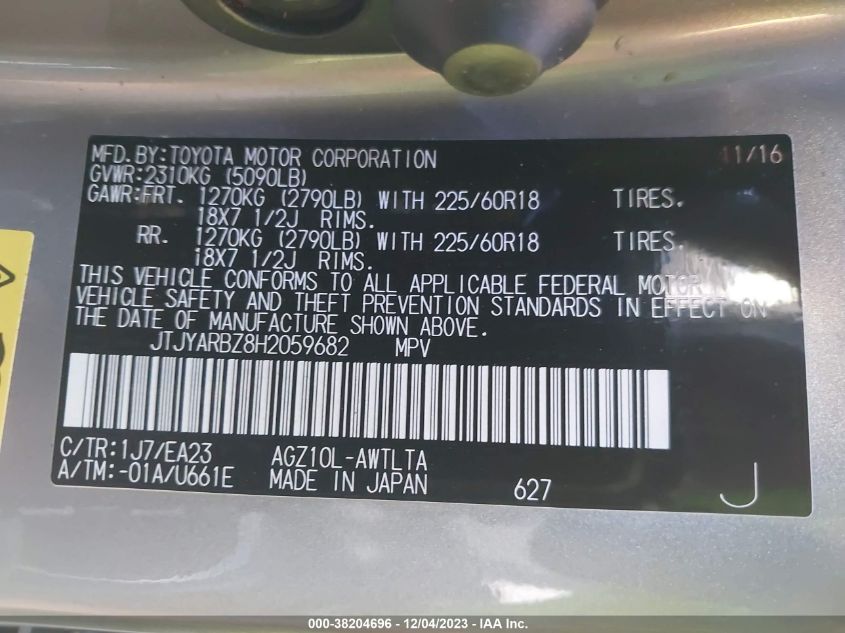 MFD. BY: TOYOTA MOTOR CORPORATION 11/16
GVWR: 2310KG (5090LB)
GAWR: FRT. 1270KG (2790LB) WITH 225/60R18 TIRES.
18X7 1/2J RIMS.
RR. 1270KG (2790LB) WITH 225/60R18 TIRES.
18X7 1/2J RIMS.
THIS VEHICLE CONFORMS TO ALL APPLICABLE FEDERAL MOTOR
VEHICLE SAFETY AND THEFT PREVENTION STANDARDS IN EFFECT ON
THE DATE OF MANUFACTURE SHOWN ABOVE.
JTJYARBZ8H2059682 MPV
C/TR: 1J7/EA23 AGZ10L-AWTLTA
A/TM: -01A/U661E MADE IN JAPAN 627 J
000-38204696 - 12/04/2023 - IAA Inc.